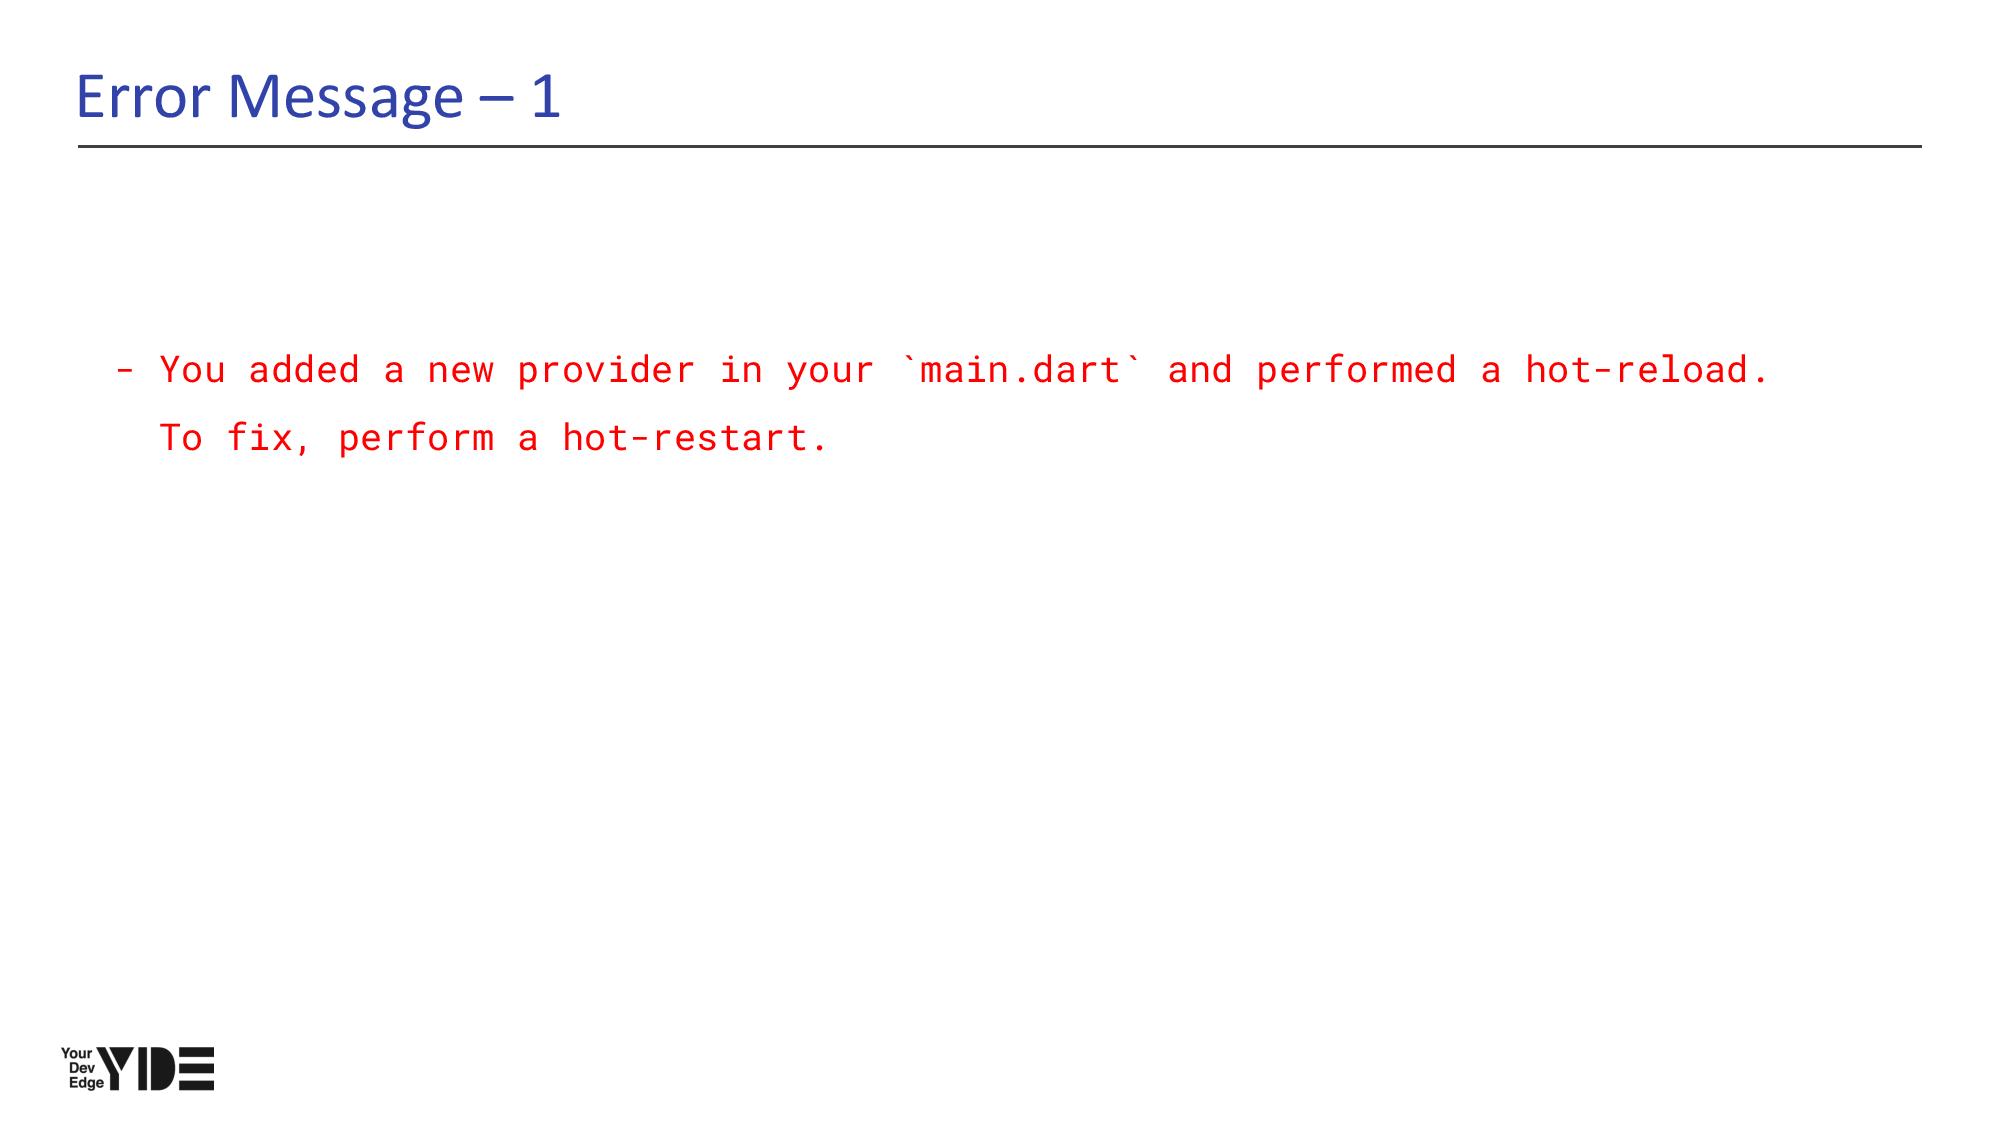 Error Message – 1
- You added a new provider in your `main.dart` and performed a hot-reload.
To fix, perform a hot-restart.
Your
Dev
Edge
YDE